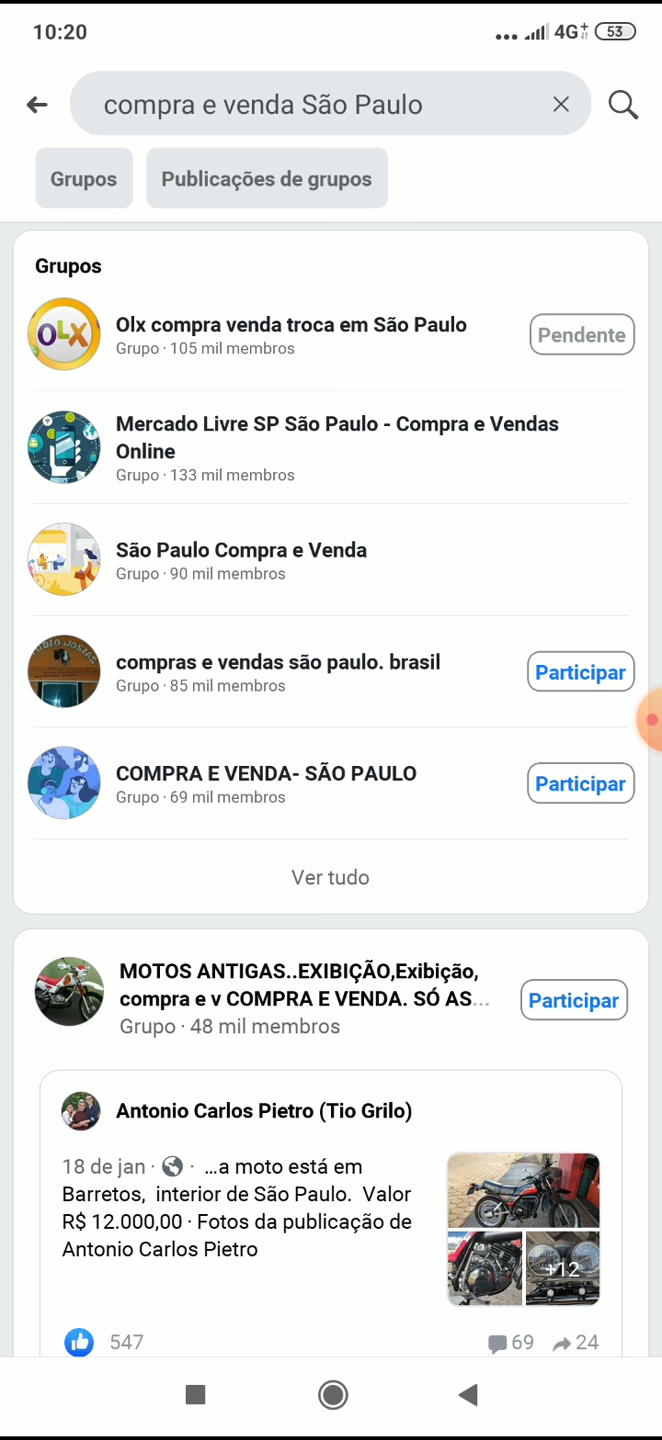 10:20
4G+
53
compra e venda São Paulo
Grupos
Publicações de grupos
Grupos
OLX
Olx compra venda troca em São Paulo
Grupo · 105 mil membros
Pendente
Mercado Livre SP São Paulo - Compra e Vendas
Online
Grupo · 133 mil membros
São Paulo Compra e Venda
Grupo · 90 mil membros
compras e vendas são paulo. brasil
Grupo · 85 mil membros
Participar
COMPRA E VENDA- SÃO PAULO
Grupo · 69 mil membros
Participar
Ver tudo
MOTOS ANTIGAS..EXIBIÇÃO,Exibição,
compra e v COMPRA E VENDA. SÓ AS...
Grupo · 48 mil membros
Participar
Antonio Carlos Pietro (Tio Grilo)
18 de jan · · ...a moto está em
Barretos, interior de São Paulo. Valor
R$ 12.000,00 · Fotos da publicação de
Antonio Carlos Pietro
+12
547
69
24